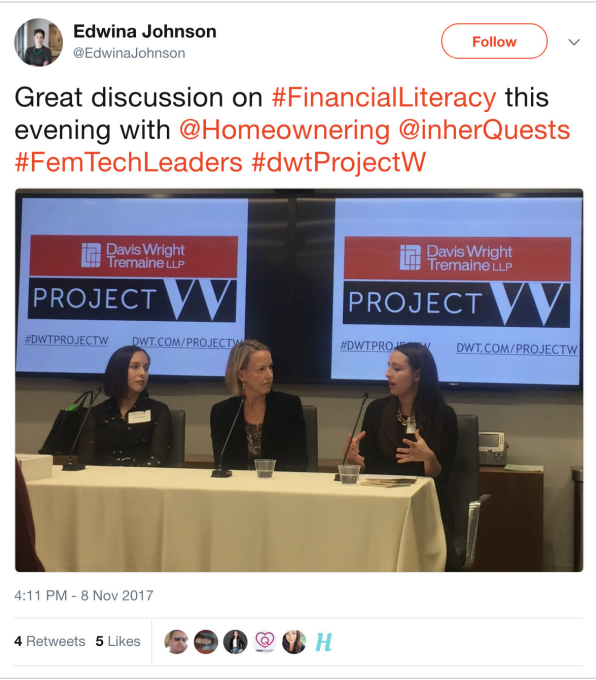 Edwina Johnson
@EdwinaJohnson
Follow
Great discussion on #FinancialLiteracy this
evening with @Homeownering @inherQuests
#FemTechLeaders #dwtProjectW
Davis Wright
Tremaine LLP
PROJECT W
#DWTPROJECTW DWT.COM/PROJECTW
Davis Wright
Tremaine LLP
PROJECT W
#DWTPROJECTW DWT.COM/PROJECTW
4:11 PM - 8 Nov 2017
4 Retweets 5 Likes
H